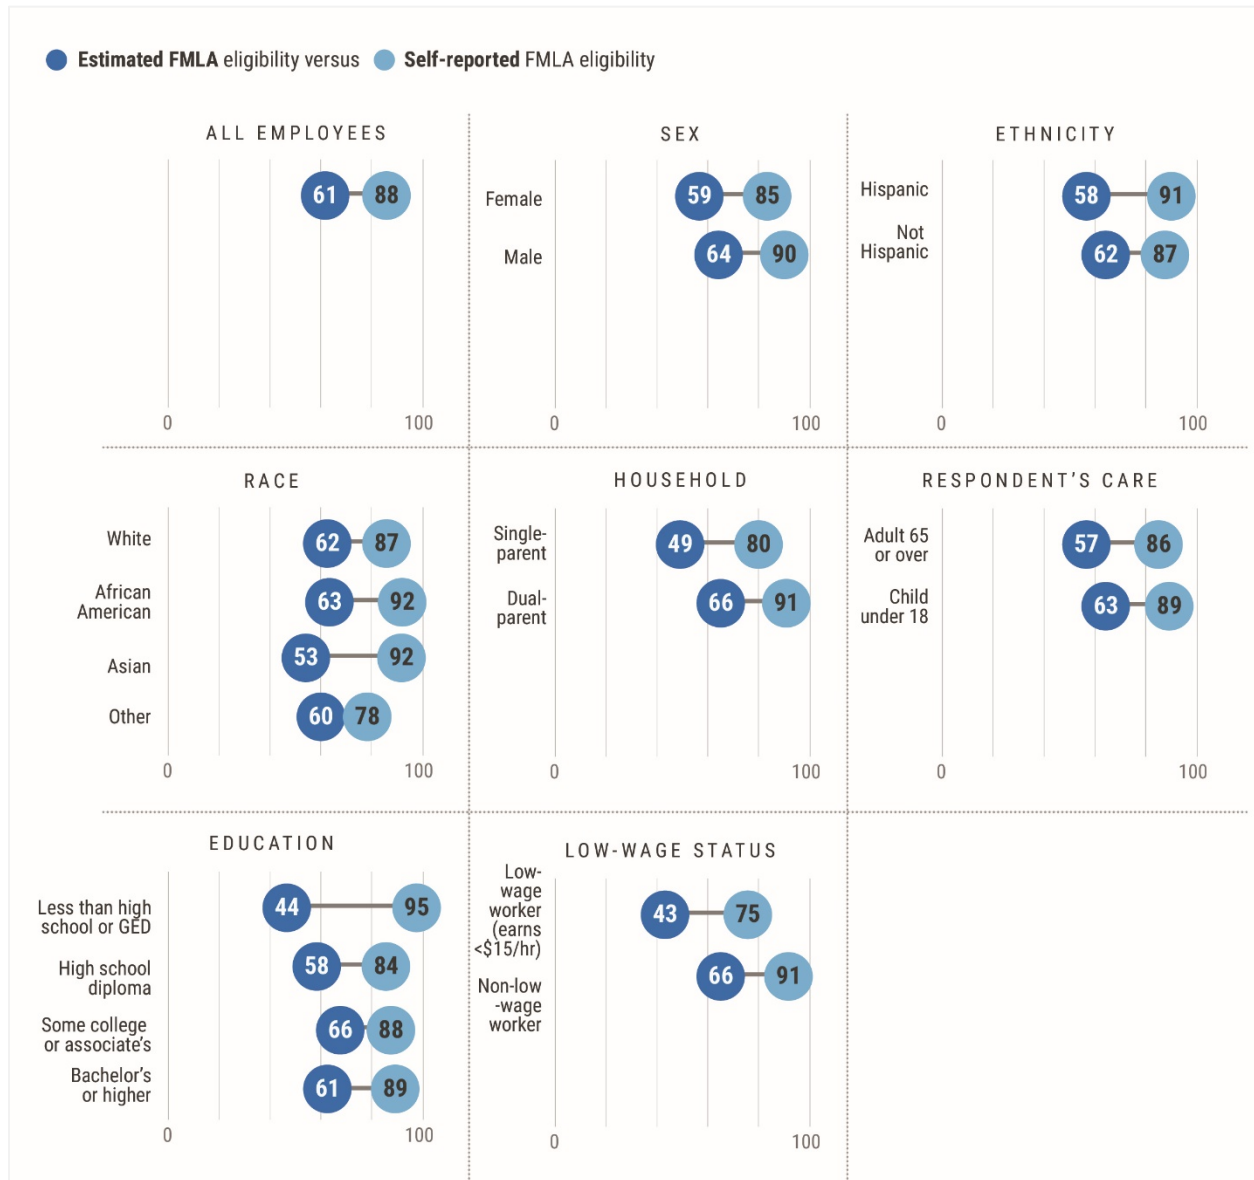 Estimated FMLA eligibility versus Self-reported FMLA eligibility
ALL EMPLOYEES
61 88
0 100
SEX
Female 59 85
Male 64 90
0 100
ETHNICITY
Hispanic 58 91
Not
Hispanic 62 87
0 100
RACE
White 62 87
African
American 63 92
Asian 53 92
Other 60 78
0 100
HOUSEHOLD
Single-
parent 49 80
Dual-
parent 66 91
0 100
RESPONDENT'S CARE
Adult 65
or over 57 86
Child
under 18 63 89
0 100
EDUCATION
Less than high
school or GED 44 95
High school
diploma 58 84
Some college
or associate's 66 88
Bachelor's
or higher 61 89
0 100
LOW-WAGE STATUS
Low-
wage
worker
(earns
<$15/hr) 43 75
Non-low
-wage
worker 66 91
0 100